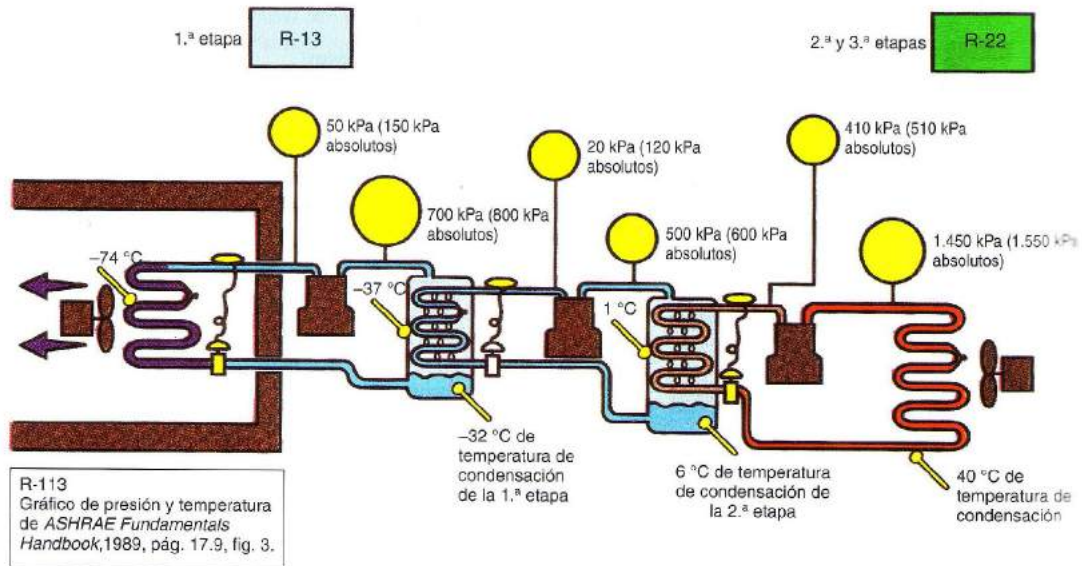 1.ª etapa
R-13
2.ª y 3.ª etapas
R-22
50 kPa (150 kPa
absolutos)
20 kPa (120 kPa
absolutos)
410 kPa (510 kPa
absolutos)
700 kPa (800 kPa
absolutos)
500 kPa (600 kPa
absolutos)
1.450 kPa (1.550 kPa
absolutos)
–74 °C
–37 °C
1 °C
–32 °C de
temperatura de
condensación
de la 1.ª etapa
6 °C de temperatura
de condensación de
la 2.ª etapa
40 °C de
temperatura de
condensación
R-113
Gráfico de presión y temperatura
de ASHRAE Fundamentals
Handbook,1989, pág. 17.9, fig. 3.